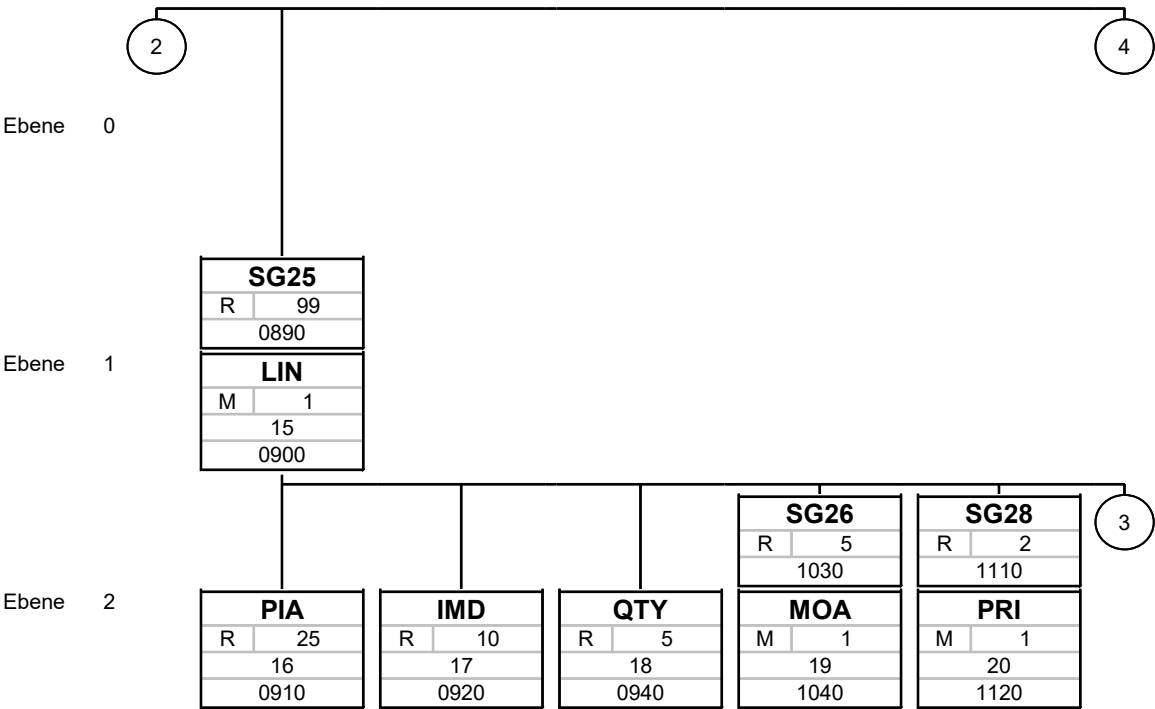 2
4
Ebene 0
SG25
R 99
0890
Ebene 1
LIN
M 1
15
0900
SG26
R 5
1030
SG28
R 2
1110
3
Ebene 2
PIA
R 25
16
0910
IMD
R 10
17
0920
QTY
R 5
18
0940
MOA
M 1
19
1040
PRI
M 1
20
1120